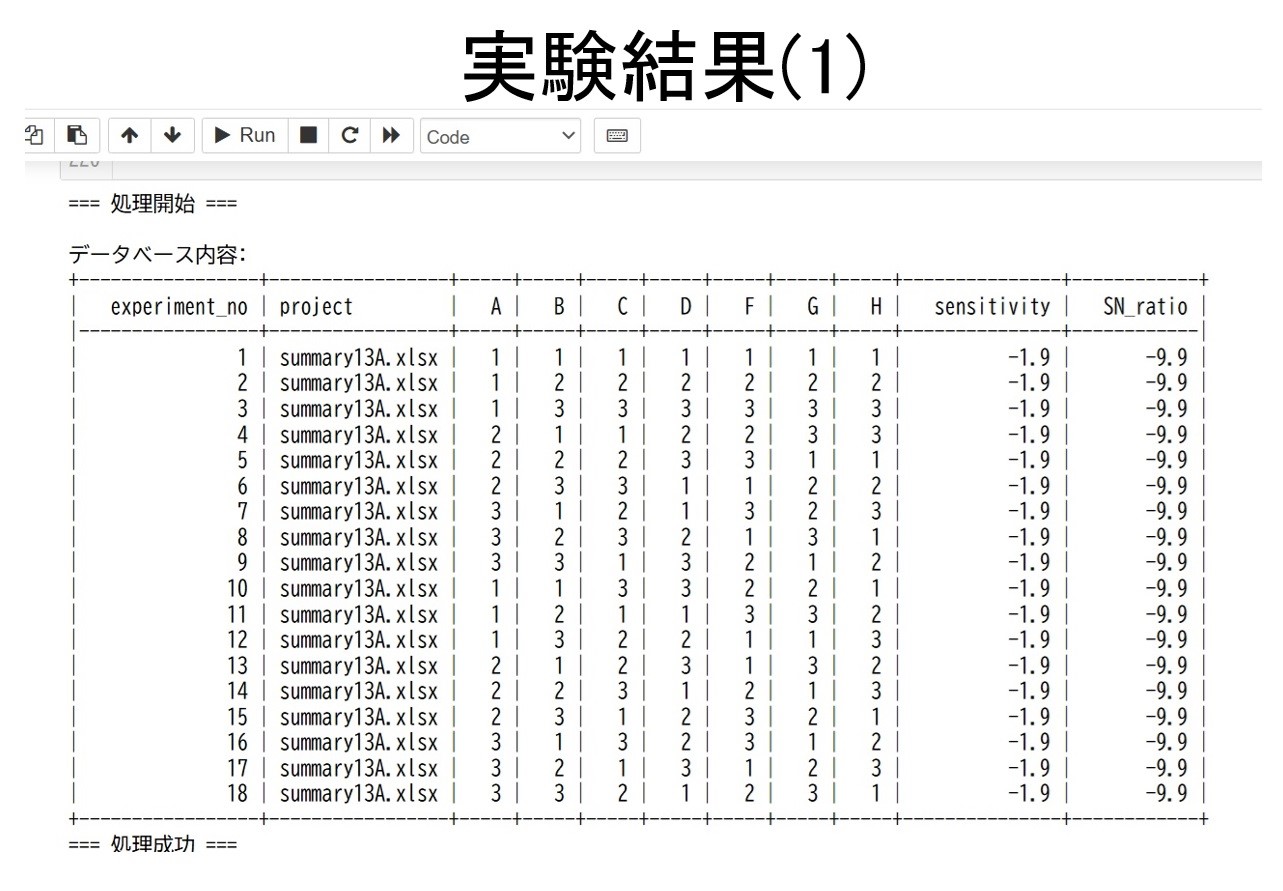 実験結果(1)
Run Code
220
=== 処理開始 ===
データベース内容:
+-----------------+-----------------+-----+-----+-----+-----+-----+-----+-----+---------------+------------+
| experiment_no | project | A | B | C | D | F | G | H | sensitivity | SN_ratio |
|-----------------+-----------------+-----+-----+-----+-----+-----+-----+-----+---------------+------------|
| 1 | summary13A.xlsx | 1 | 1 | 1 | 1 | 1 | 1 | 1 | -1.9 | -9.9 |
| 2 | summary13A.xlsx | 1 | 2 | 2 | 2 | 2 | 2 | 2 | -1.9 | -9.9 |
| 3 | summary13A.xlsx | 1 | 3 | 3 | 3 | 3 | 3 | 3 | -1.9 | -9.9 |
| 4 | summary13A.xlsx | 2 | 1 | 1 | 2 | 2 | 3 | 3 | -1.9 | -9.9 |
| 5 | summary13A.xlsx | 2 | 2 | 2 | 3 | 3 | 1 | 1 | -1.9 | -9.9 |
| 6 | summary13A.xlsx | 2 | 3 | 3 | 1 | 1 | 2 | 2 | -1.9 | -9.9 |
| 7 | summary13A.xlsx | 3 | 1 | 2 | 1 | 3 | 2 | 3 | -1.9 | -9.9 |
| 8 | summary13A.xlsx | 3 | 2 | 3 | 2 | 1 | 3 | 1 | -1.9 | -9.9 |
| 9 | summary13A.xlsx | 3 | 3 | 1 | 3 | 2 | 1 | 2 | -1.9 | -9.9 |
| 10 | summary13A.xlsx | 1 | 1 | 3 | 3 | 2 | 2 | 1 | -1.9 | -9.9 |
| 11 | summary13A.xlsx | 1 | 2 | 1 | 1 | 3 | 3 | 2 | -1.9 | -9.9 |
| 12 | summary13A.xlsx | 1 | 3 | 2 | 2 | 1 | 1 | 3 | -1.9 | -9.9 |
| 13 | summary13A.xlsx | 2 | 1 | 2 | 3 | 1 | 3 | 2 | -1.9 | -9.9 |
| 14 | summary13A.xlsx | 2 | 2 | 3 | 1 | 2 | 1 | 3 | -1.9 | -9.9 |
| 15 | summary13A.xlsx | 2 | 3 | 1 | 2 | 3 | 2 | 1 | -1.9 | -9.9 |
| 16 | summary13A.xlsx | 3 | 1 | 3 | 2 | 3 | 1 | 2 | -1.9 | -9.9 |
| 17 | summary13A.xlsx | 3 | 2 | 1 | 3 | 1 | 2 | 3 | -1.9 | -9.9 |
| 18 | summary13A.xlsx | 3 | 3 | 2 | 1 | 2 | 3 | 1 | -1.9 | -9.9 |
+-----------------+-----------------+-----+-----+-----+-----+-----+-----+-----+---------------+------------+
=== 処理成功 ===